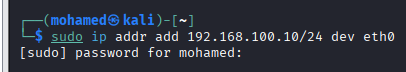 ┌──(mohamed㉿kali)-[~]
└─$ sudo ip addr add 192.168.100.10/24 dev eth0
[sudo] password for mohamed: